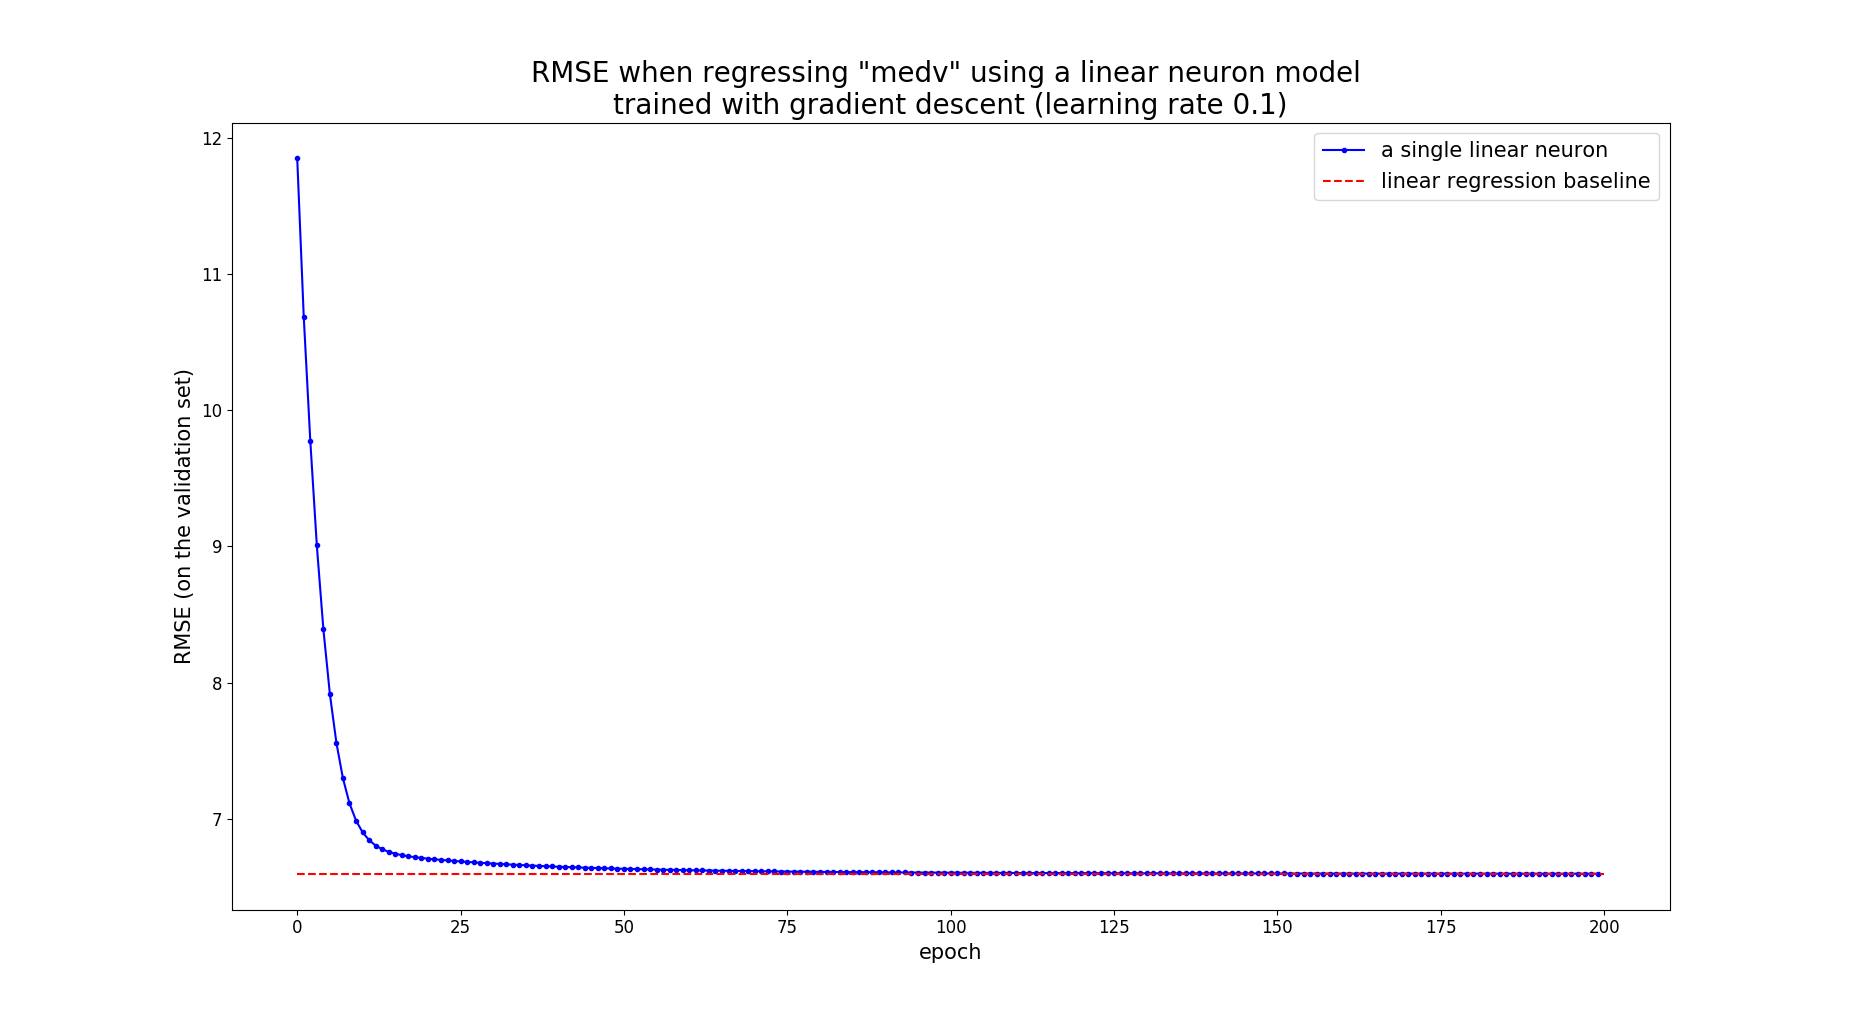 RMSE when regressing "medv" using a linear neuron model
trained with gradient descent (learning rate 0.1)
a single linear neuron
linear regression baseline
RMSE (on the validation set)
12
11
10
9
8
7
0 25 50 75 100 125 150 175 200
epoch